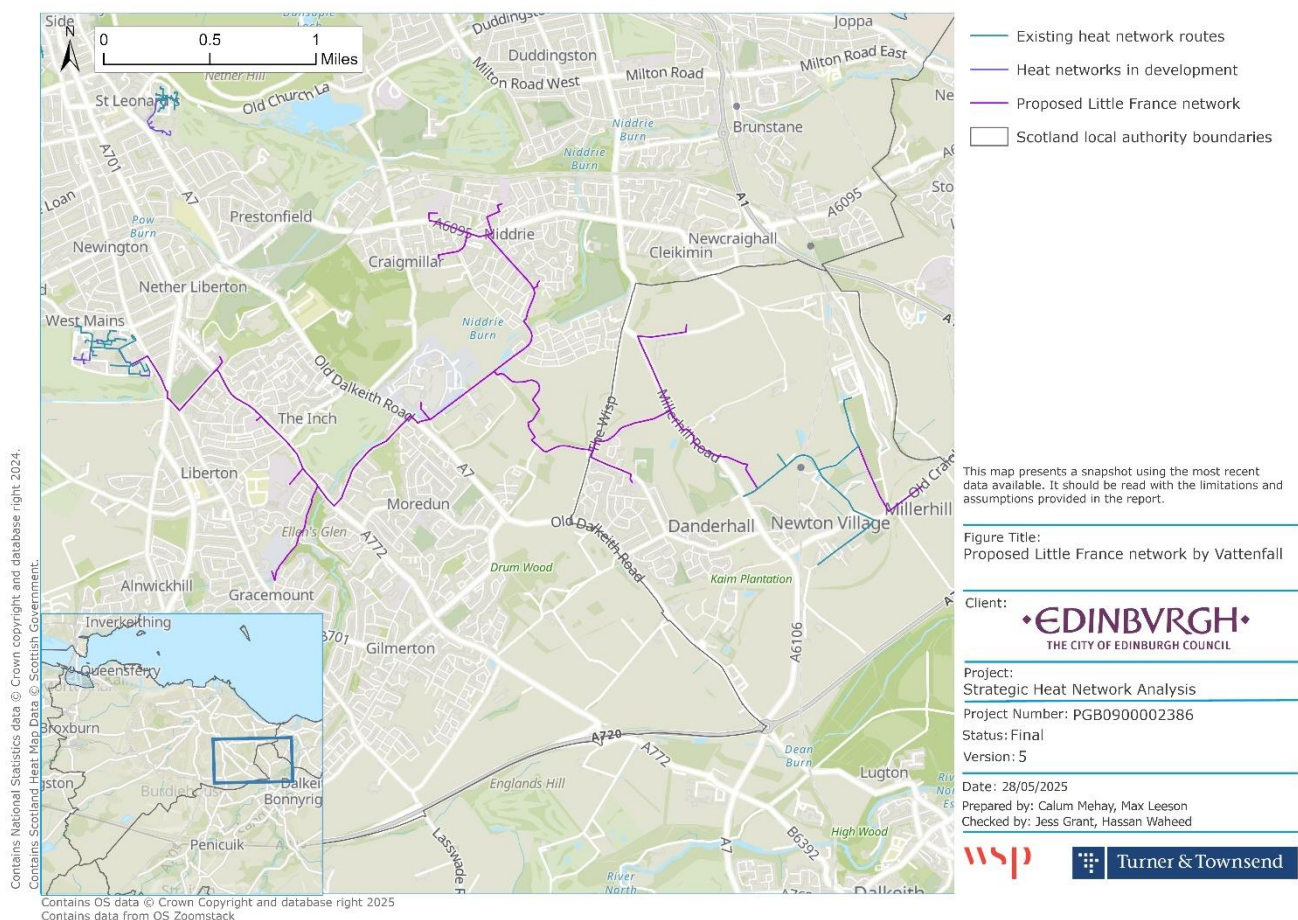 Side
N
0 0.5 1
Miles
Nether Hill
Duddingston
Joppa
Duddingston
Milton Road East
Milton Road
Milton Road West
St Leonar
Old Church La
Niddrie
Burn
Brunstane
A701
A7
Niddrie
Burn
A1
A6095
Loan
Pow
Burn
Prestonfield
A6095
Niddrie
Newington
Craigmillar
Newcraighall
Cleikimin
Nether Liberton
West Mains
Niddrie
Burn
Old Dalkeith Road
The Inch
The Wisp
Millerhill Road
Liberton
A7
Moredun
Old Craig
Millerhill
Ellen's Glen
A772
Old Dalkeith Road
Danderhall
Newton Village
Drum Wood
Kaim Plantation
Alnwickhill
Gracemount
B701
Gilmerton
A6106
A720
A772
Dean
Burn
Englands Hill
Lugton
High Wood
B6392
Lasswade R
A7
River
North
Dalkeith
Inverkeithing
Queensferry
Broxburn
Dalkei
Bonnyrig
Penicuik
Existing heat network routes
Heat networks in development
Proposed Little France network
Scotland local authority boundaries
This map presents a snapshot using the most recent
data available. It should be read with the limitations and
assumptions provided in the report.
Figure Title:
Proposed Little France network by Vattenfall
Client:
•EDINBVRGH•
THE CITY OF EDINBURGH COUNCIL
Project:
Strategic Heat Network Analysis
Project Number: PGB0900002386
Status: Final
Version: 5
Date: 28/05/2025
Prepared by: Calum Mehay, Max Leeson
Checked by: Jess Grant, Hassan Waheed
wsp
Turner & Townsend
Contains National Statistics data © Crown copyright and database right 2024.
Contains Scotland Heat Map Data © Scottish Government.
Contains OS data © Crown Copyright and database right 2025
Contains data from OS Zoomstack